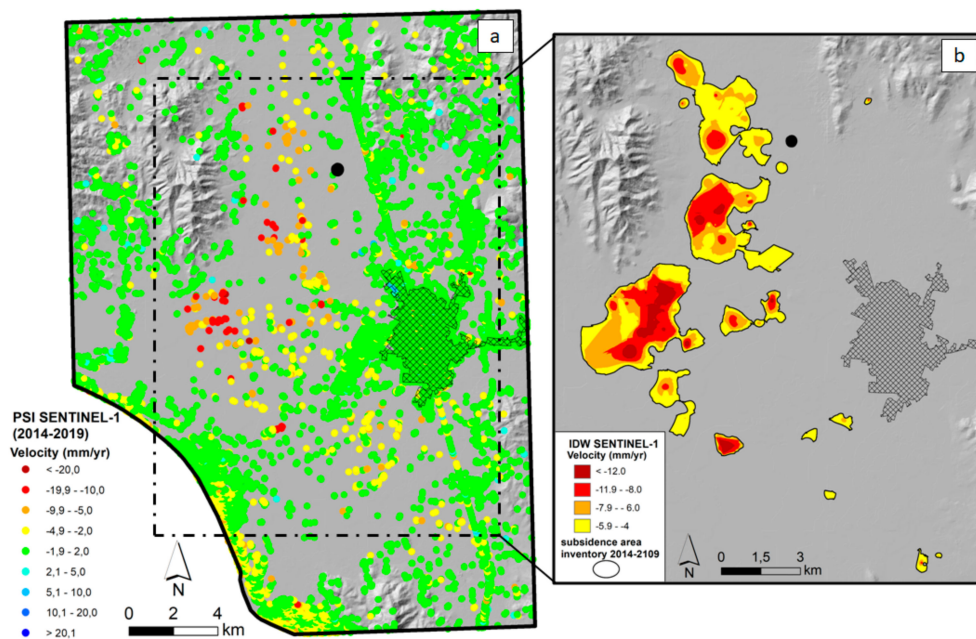 a
PSI SENTINEL-1
(2014-2019)
Velocity (mm/yr)
< -20,0
-19,9 - -10,0
-9,9 - -5,0
-4,9 - -2,0
-1,9 - 2,0
2,1 - 5,0
5,1 - 10,0
10,1 - 20,0
> 20,1
N
0 2 4
km
b
IDW SENTINEL-1
Velocity (mm/yr)
< -12.0
-11.9 - -8.0
-7.9 - - 6.0
-5.9 - -4
subsidence area
inventory 2014-2109
N
0 1,5 3
km